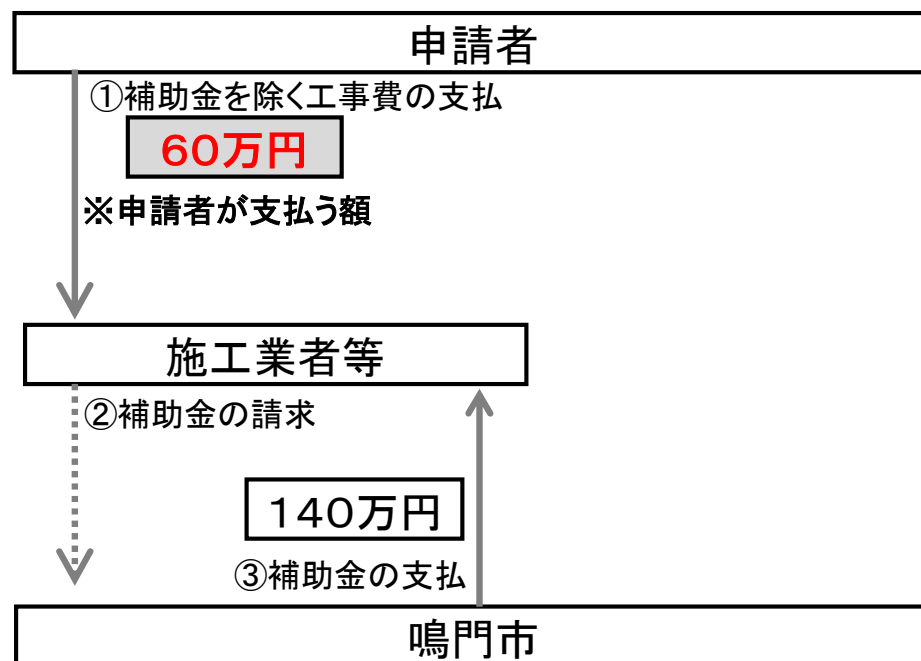 申請者
①補助金を除く工事費の支払
60万円
※申請者が支払う額
施工業者等
②補助金の請求
140万円
③補助金の支払
鳴門市